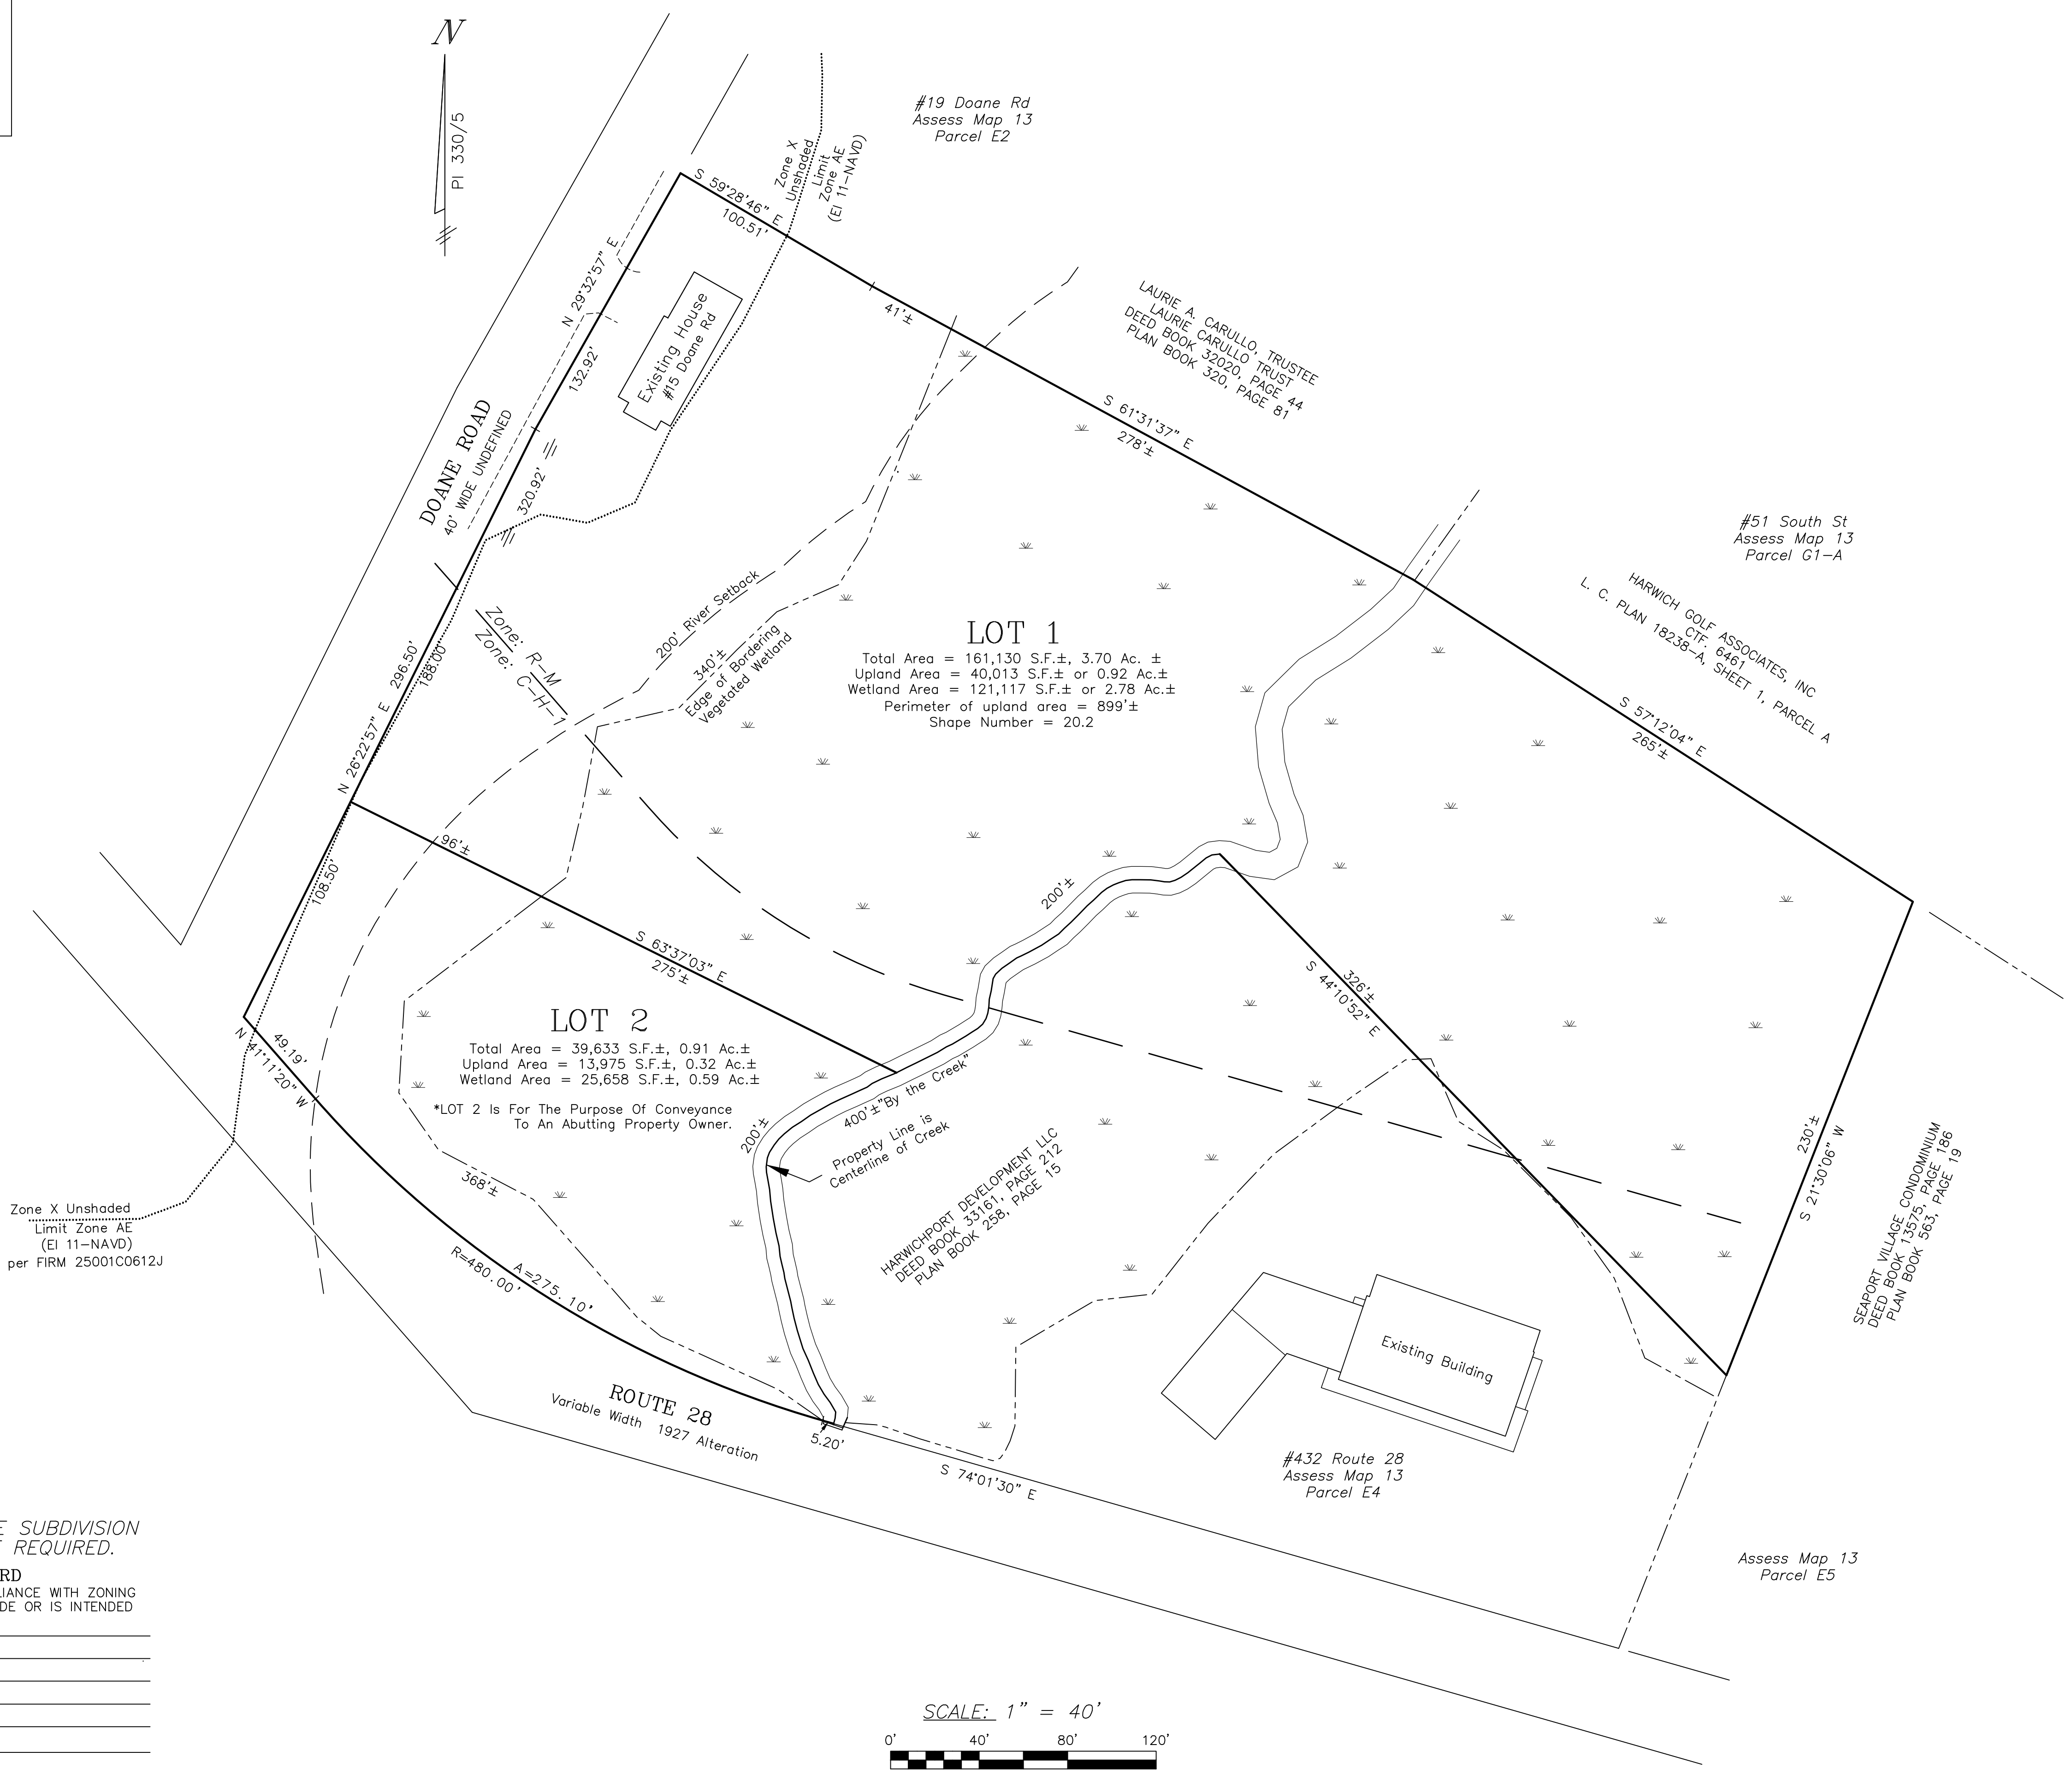 N
Pl 330/5
#19 Doane Rd
Assess Map 13
Parcel E2
Zone X
Unshaded
Limit
Zone AE
(El 11-NAVD)
S 59°28'46" E
100.51'
41'±
N 29°32'57" E
132.92'
Existing House
#15 Doane Rd
LAURIE A. CARULLO, TRUSTEE
LAURIE CARULLO TRUST
DEED BOOK 32020, PAGE 44
PLAN BOOK 320, PAGE 81
S 61°31'37" E
278'±
DOANE ROAD
40' WIDE UNDEFINED
320.92'
#51 South St
Assess Map 13
Parcel G1-A
HARWICH GOLF ASSOCIATES, INC
CTF. 6461
L. C. PLAN 18238-A, SHEET 1, PARCEL A
S 57°12'04" E
265'±
200' River Setback
340'±
Edge of Bordering
Vegetated Wetland
Zone: R-M
Zone: C-H-1
LOT 1
Total Area = 161,130 S.F.±, 3.70 Ac. ±
Upland Area = 40,013 S.F.± or 0.92 Ac.±
Wetland Area = 121,117 S.F.± or 2.78 Ac.±
Perimeter of upland area = 899'±
Shape Number = 20.2
N 26°22'57" E
296.50'
188.00'
96'±
108.50'
S 63°37'03" E
275'±
200'±
326'±
S 44°10'52" E
LOT 2
Total Area = 39,633 S.F.±, 0.91 Ac.±
Upland Area = 13,975 S.F.±, 0.32 Ac.±
Wetland Area = 25,658 S.F.±, 0.59 Ac.±
*LOT 2 Is For The Purpose Of Conveyance
To An Abutting Property Owner.
49.19'
N 41°11'20" W
200'±
400'± "By the Creek"
Property Line is
Centerline of Creek
368'±
HARWICHPORT DEVELOPMENT LLC
DEED BOOK 33161, PAGE 212
PLAN BOOK 258, PAGE 15
230'±
S 21°30'06" W
SEAPORT VILLAGE CONDOMINIUM
DEED BOOK 13575, PAGE 186
PLAN BOOK 563, PAGE 19
Zone X Unshaded
Limit Zone AE
(El 11-NAVD)
per FIRM 25001C0612J
A=275.10'
R=480.00'
Existing Building
ROUTE 28
Variable Width 1927 Alteration
5.20'
S 74°01'30" E
#432 Route 28
Assess Map 13
Parcel E4
Assess Map 13
Parcel E5
SUBDIVISION
REQUIRED.
WITH ZONING
OR IS INTENDED
SCALE: 1" = 40'
0' 40' 80' 120'